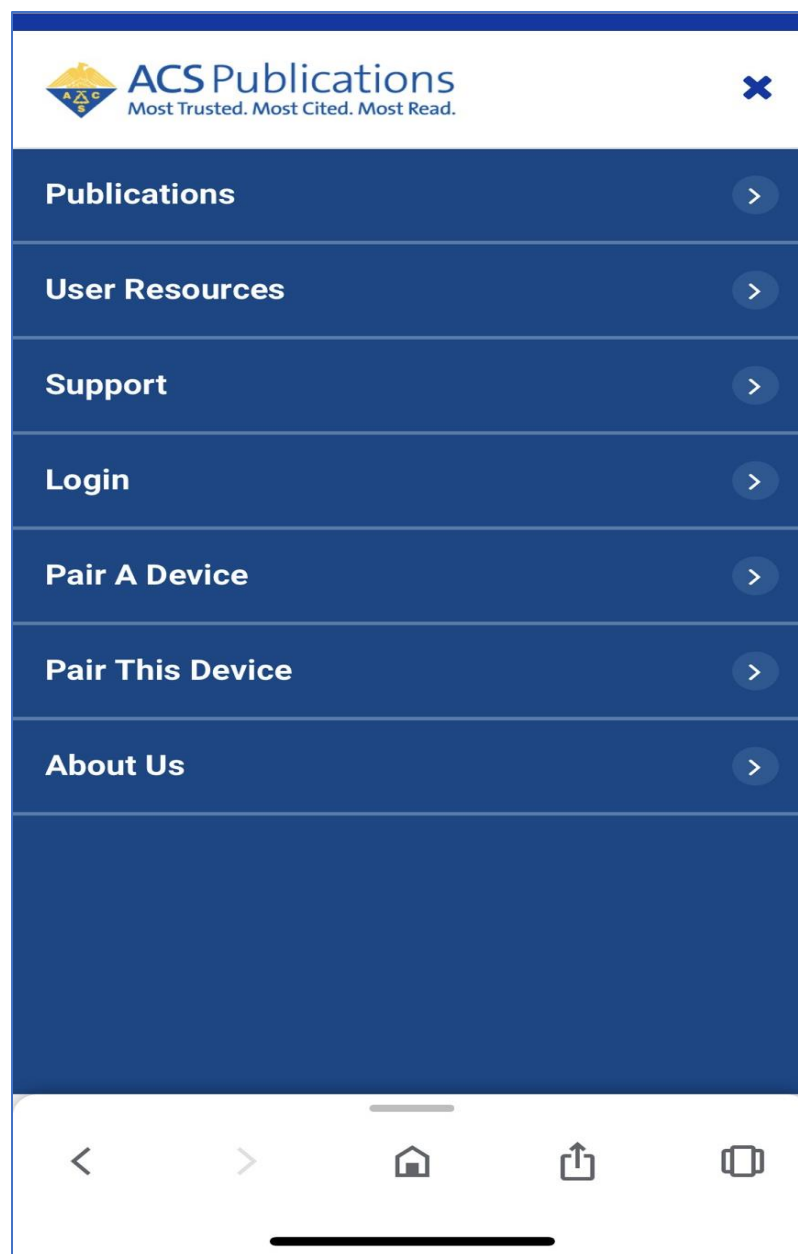 ACS Publications
Most Trusted. Most Cited. Most Read.
A C S
Publications
User Resources
Support
Login
Pair A Device
Pair This Device
About Us